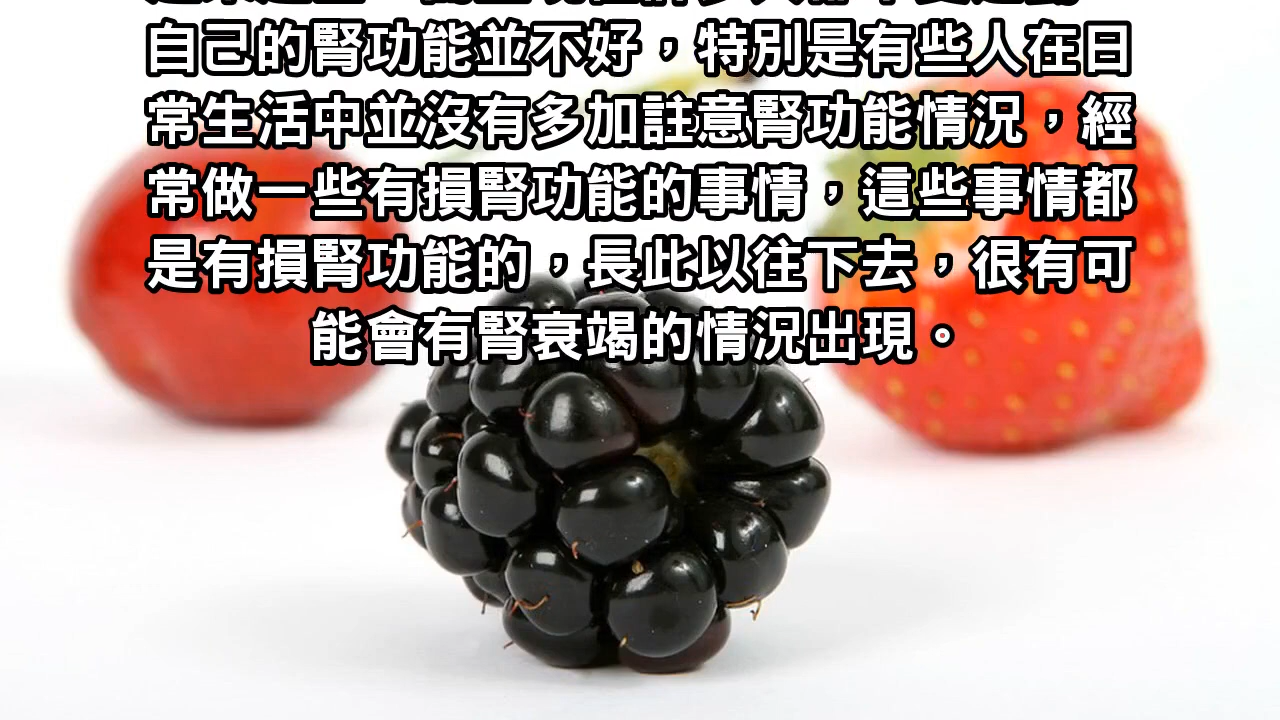 自己的腎功能並不好，特別是有些人在日
常生活中並沒有多加註意腎功能情況，經
常做一些有損腎功能的事情，這些事情都
是有損腎功能的，長此以往下去，很有可
能會有腎衰竭的情況出現。